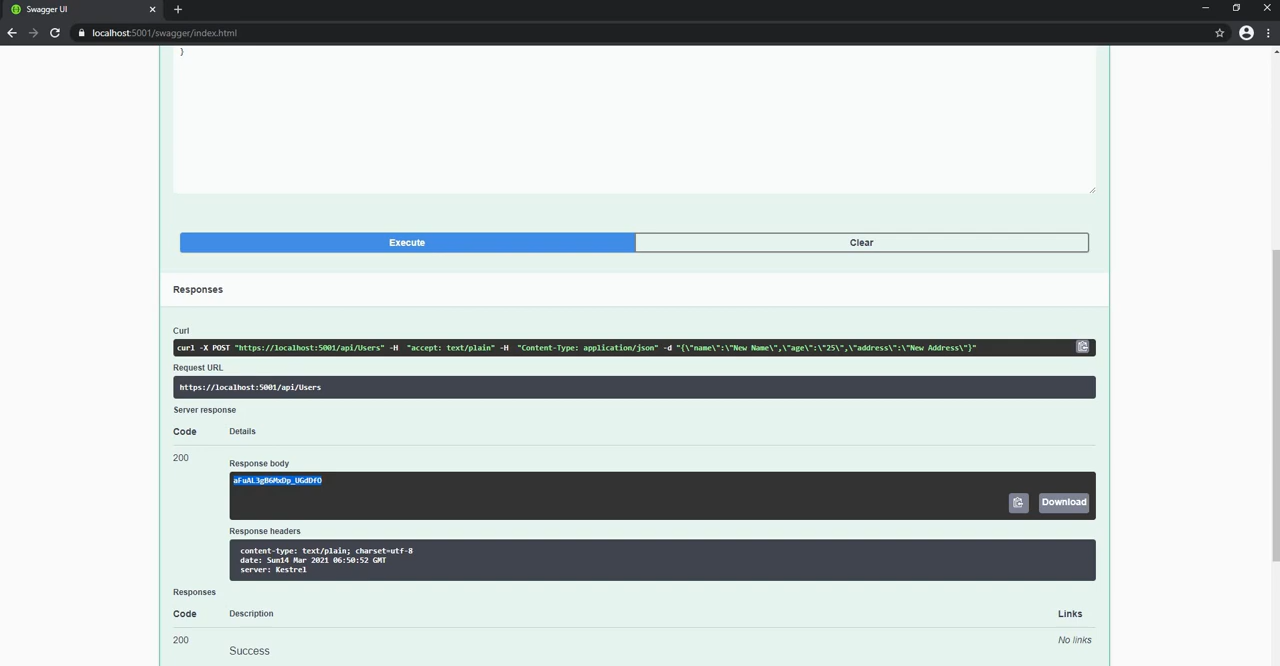 Swagger UI
localhost:5001/swagger/index.html
}
Execute
Clear
Responses
Curl
curl -X POST "https://localhost:5001/api/Users" -H  "accept: text/plain" -H  "Content-Type: application/json" -d "{\"name\":\"New Name\",\"age\":\"25\",\"address\":\"New Address\"}"
Request URL
https://localhost:5001/api/Users
Server response
Code Details
200
Response body
aFuAL3gB6MxDp_UGdDfO
Download
Response headers
content-type: text/plain; charset=utf-8
date: Sun14 Mar 2021 06:50:52 GMT
server: Kestrel
Responses
Code Description Links
200
Success
No links